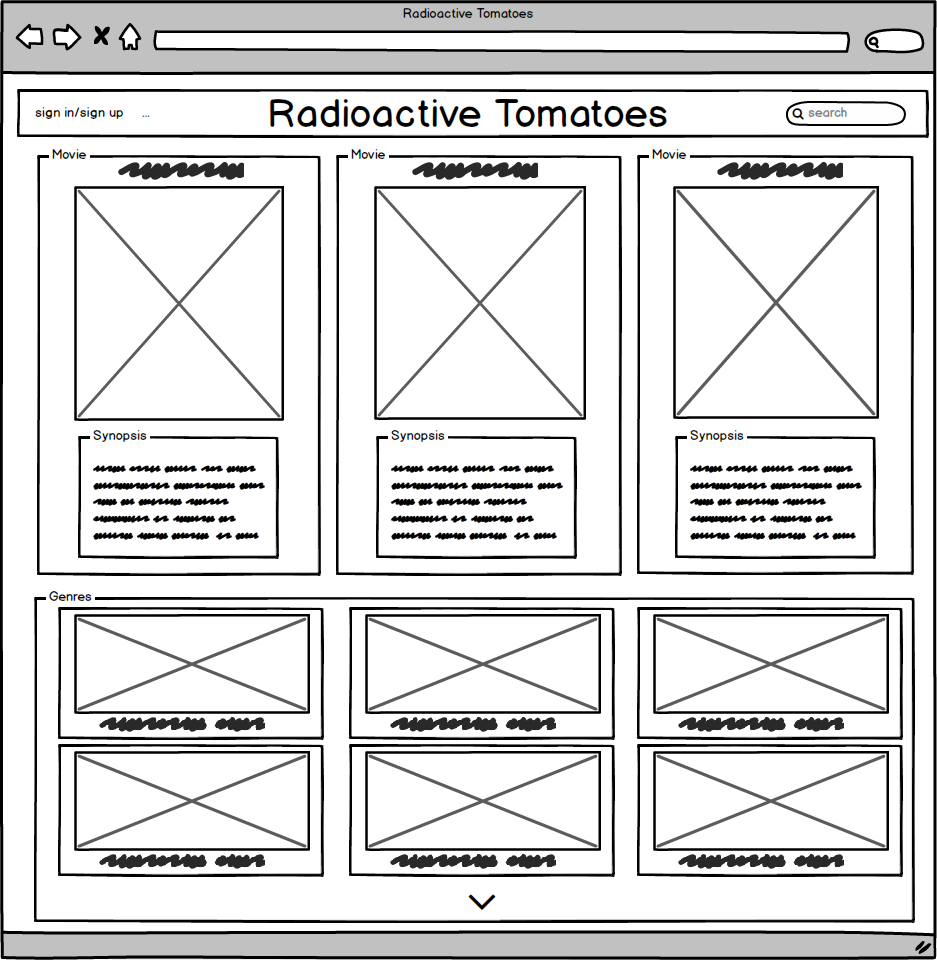 Radioactive Tomatoes
sign in/sign up ... Radioactive Tomatoes search
Movie Movie Movie
Synopsis Synopsis Synopsis
Genres